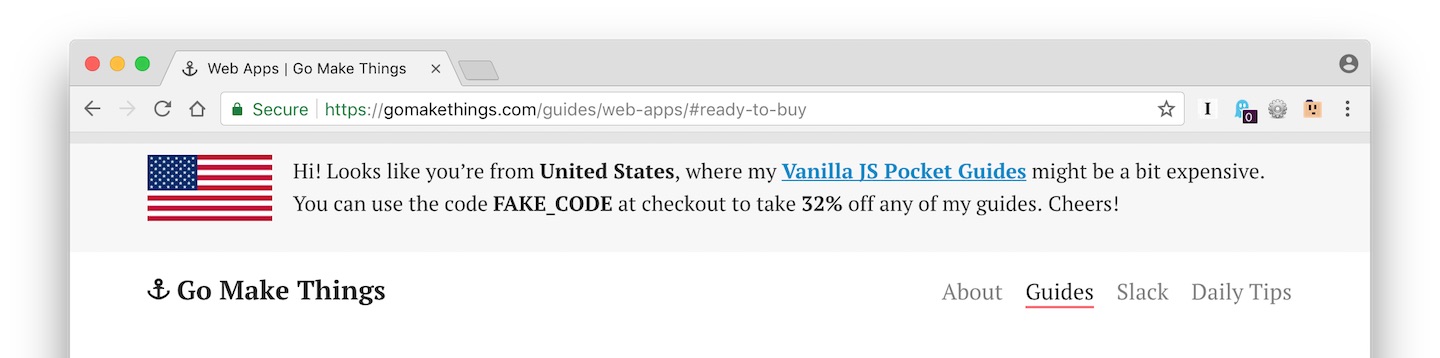 Web Apps | Go Make Things
Secure https://gomakethings.com/guides/web-apps/#ready-to-buy
I
0
Hi! Looks like you’re from United States, where my Vanilla JS Pocket Guides might be a bit expensive.
You can use the code FAKE_CODE at checkout to take 32% off any of my guides. Cheers!
Go Make Things
About Guides Slack Daily Tips